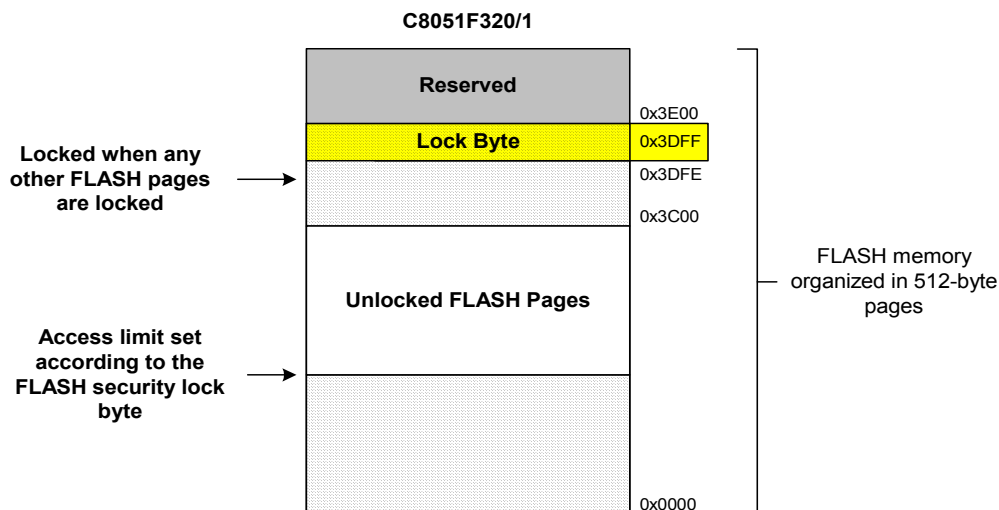 C8051F320/1
Reserved
0x3E00
Lock Byte
0x3DFF
Locked when any
other FLASH pages
are locked
0x3DFE
0x3C00
Unlocked FLASH Pages
FLASH memory
organized in 512-byte
pages
Access limit set
according to the
FLASH security lock
byte
0x0000